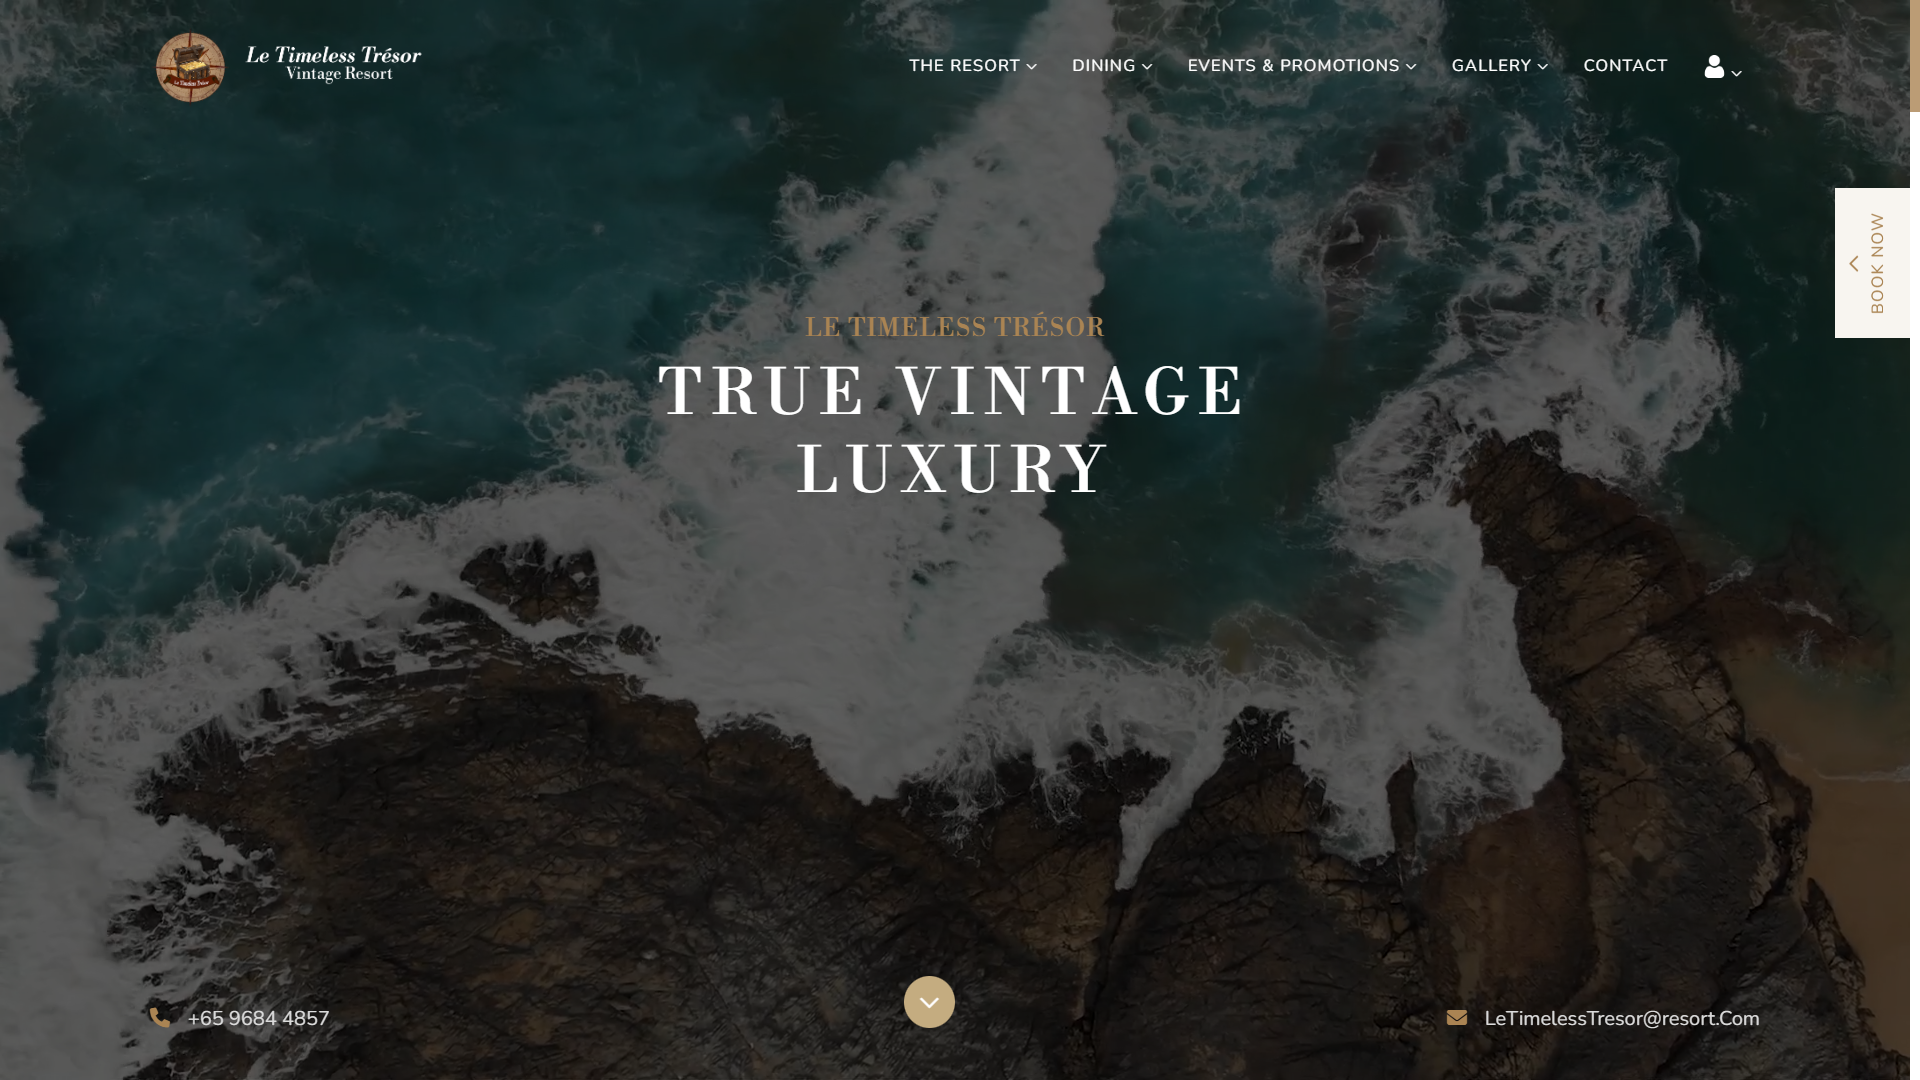 Le Timeless Trésor
Vintage Resort
THE RESORT
DINING
EVENTS & PROMOTIONS
GALLERY
CONTACT
BOOK NOW
LE TIMELESS TRÉSOR
TRUE VINTAGE
LUXURY
+65 9684 4857
LeTimelessTresor@resort.Com